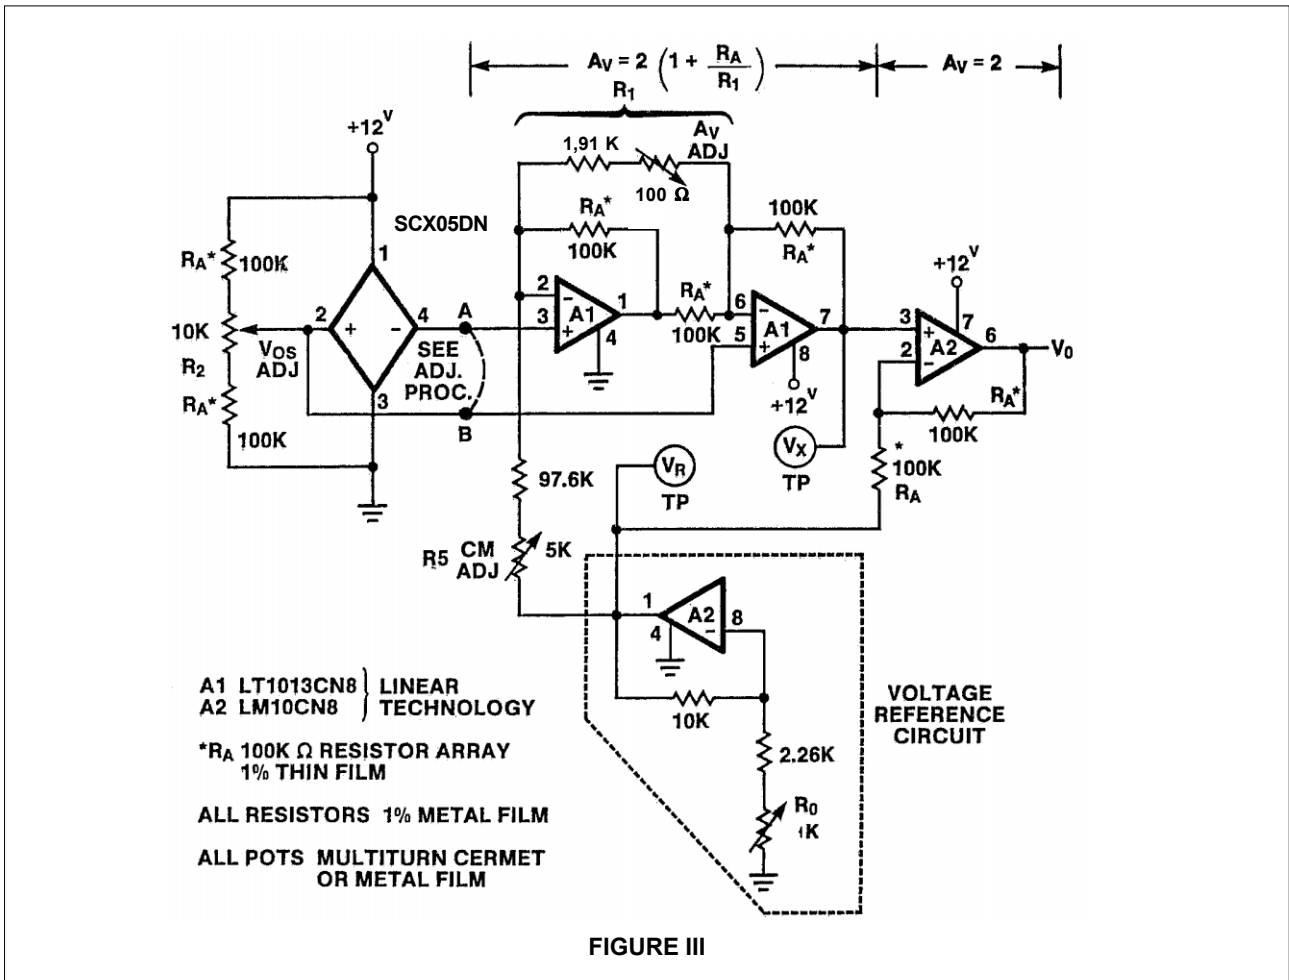 AV = 2 (1 + RA / R1)
AV = 2
R1
+12V
1,91 K
AV
ADJ
100 Ω
SCX05DN
RA*
100K
100K
RA*
RA*
100K
10K
R2
VOS
ADJ
RA*
100K
1
2
+
-
4
3
A
SEE
ADJ.
PROC.
B
2
3
-
+
A1
1
4
RA*
100K
6
5
-
+
A1
7
8
+12V
+12V
3
2
+
-
A2
7
6
VO
RA*
100K
*
100K
RA
VR
TP
VX
TP
97.6K
R5
CM
ADJ
5K
1
4
A2
-
8
10K
2.26K
R0
1K
VOLTAGE
REFERENCE
CIRCUIT
A1 LT1013CN8 } LINEAR
A2 LM10CN8 } TECHNOLOGY
*RA 100K Ω RESISTOR ARRAY
1% THIN FILM
ALL RESISTORS 1% METAL FILM
ALL POTS MULTITURN CERMET
OR METAL FILM
FIGURE III